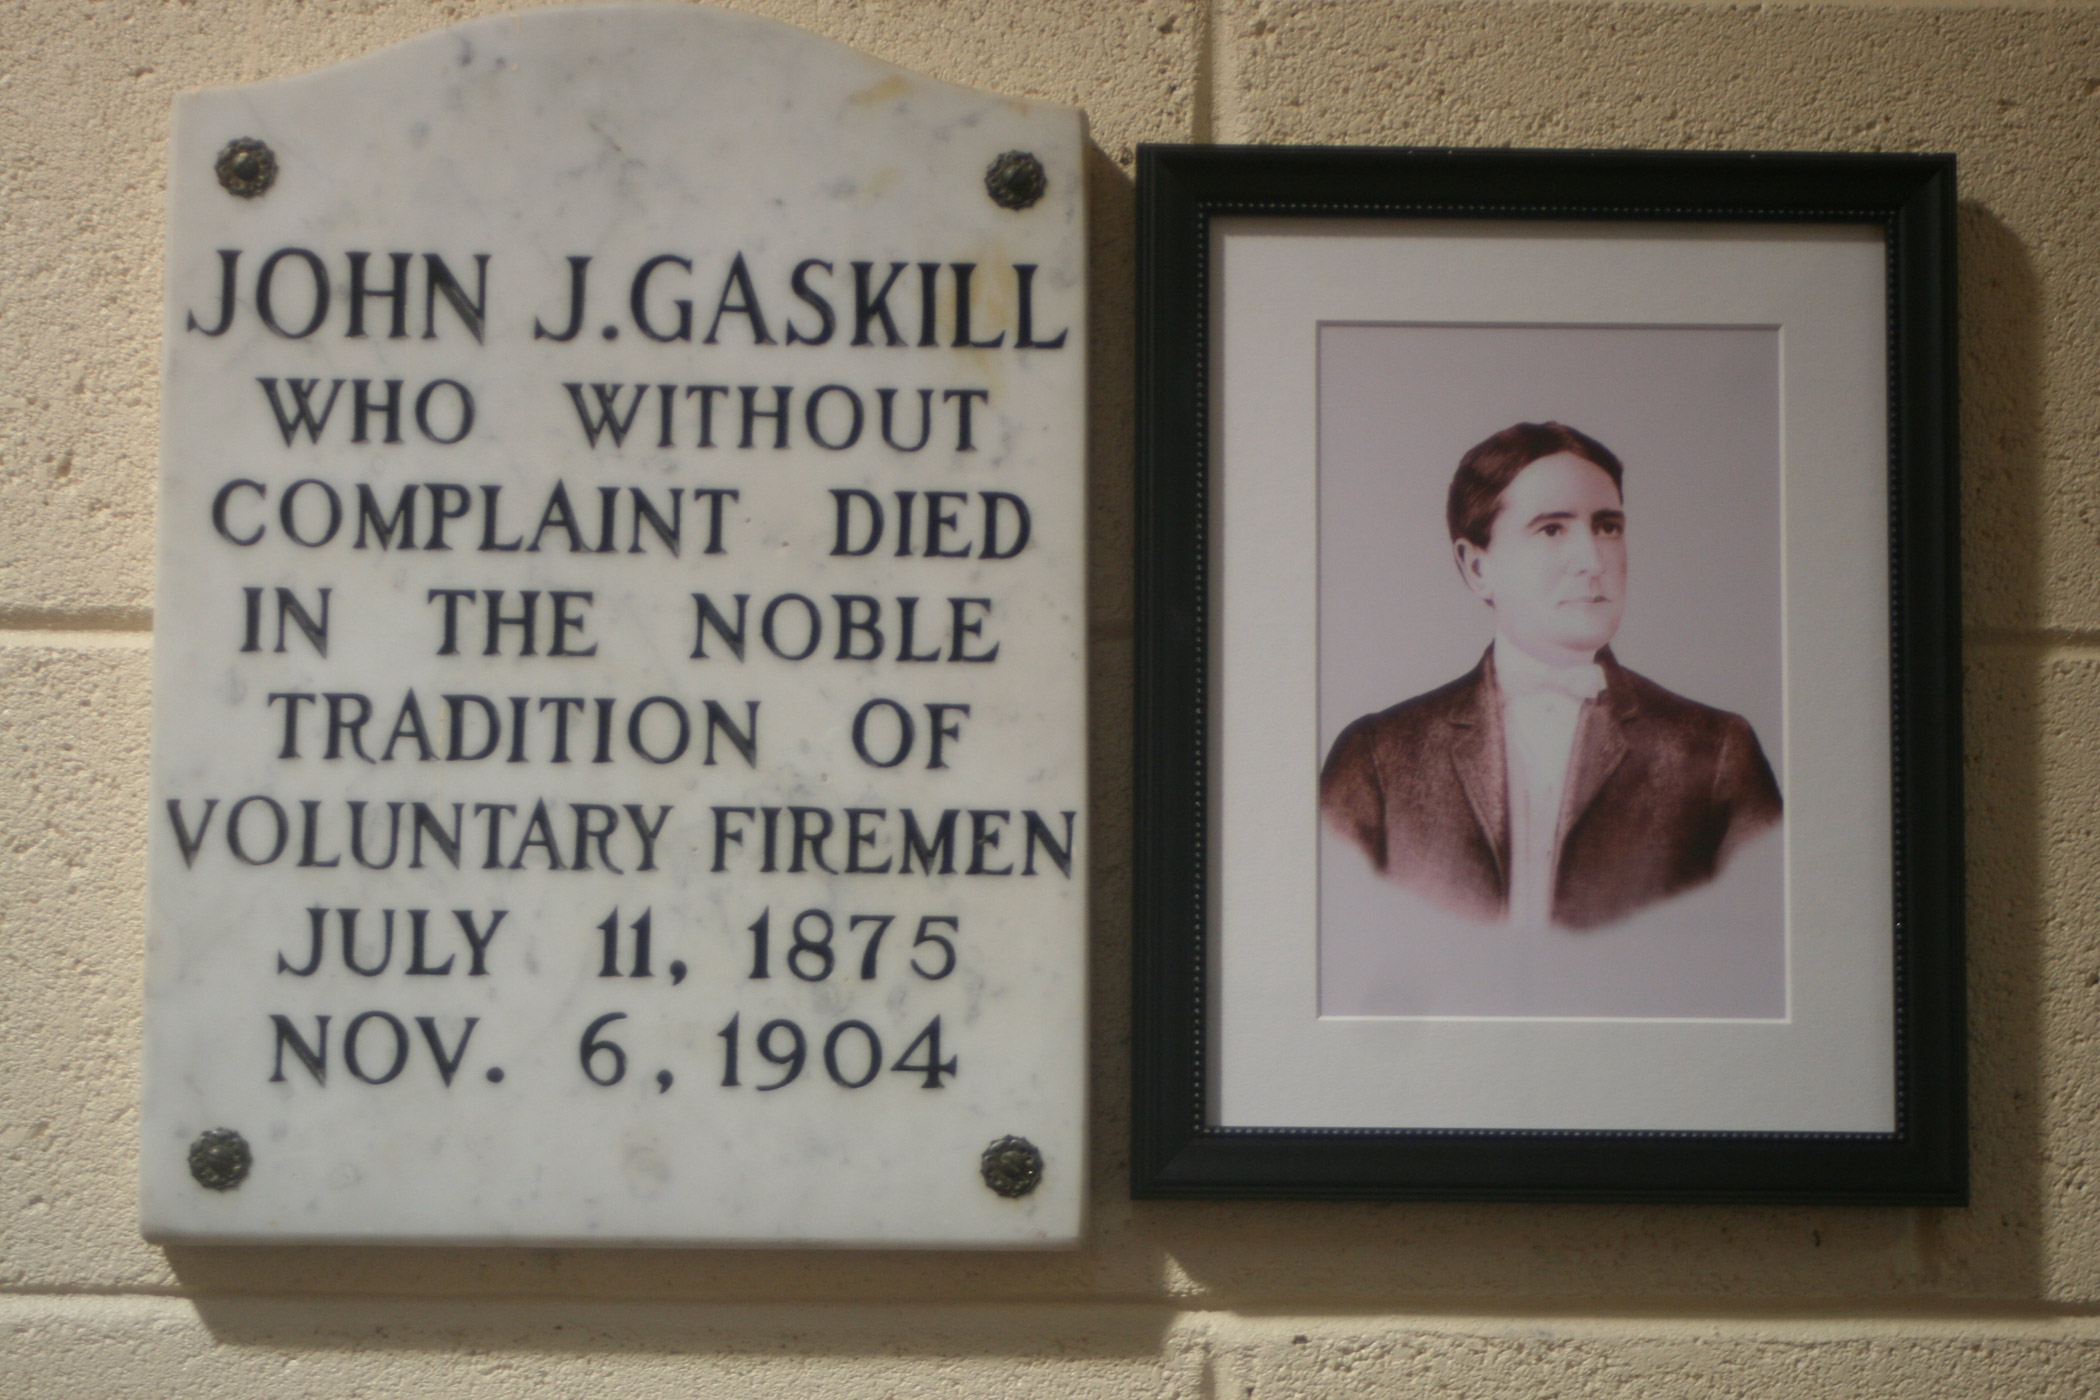 JOHN J. GASKILL
WHO WITHOUT
COMPLAINT DIED
IN THE NOBLE
TRADITION OF
VOLUNTARY FIREMEN
JULY 11, 1875
NOV. 6, 1904